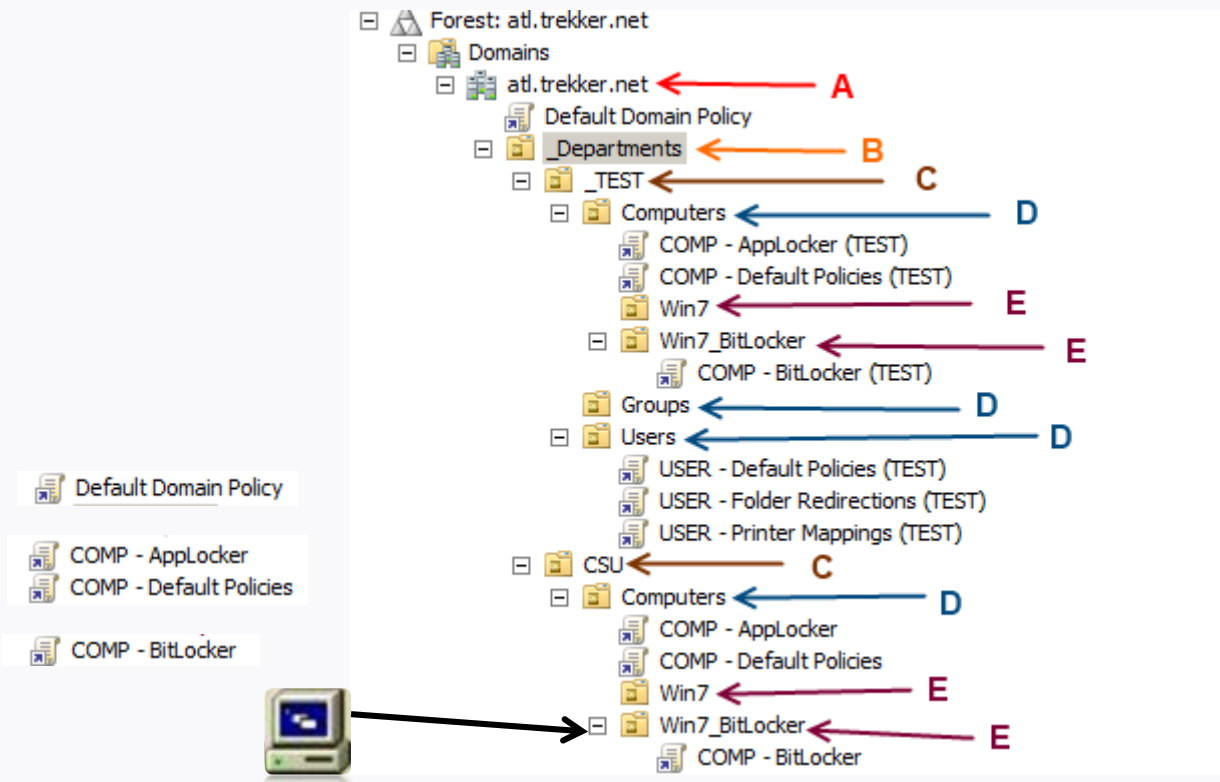 Forest: atl.trekker.net
Domains
atl.trekker.net A
Default Domain Policy
_Departments B
_TEST C
Computers D
COMP - AppLocker (TEST)
COMP - Default Policies (TEST)
Win7 E
Win7_BitLocker E
COMP - BitLocker (TEST)
Groups D
Users D
USER - Default Policies (TEST)
USER - Folder Redirections (TEST)
USER - Printer Mappings (TEST)
CSU C
Computers D
COMP - AppLocker
COMP - Default Policies
Win7 E
Win7_BitLocker E
COMP - BitLocker
Default Domain Policy
COMP - AppLocker
COMP - Default Policies
COMP - BitLocker